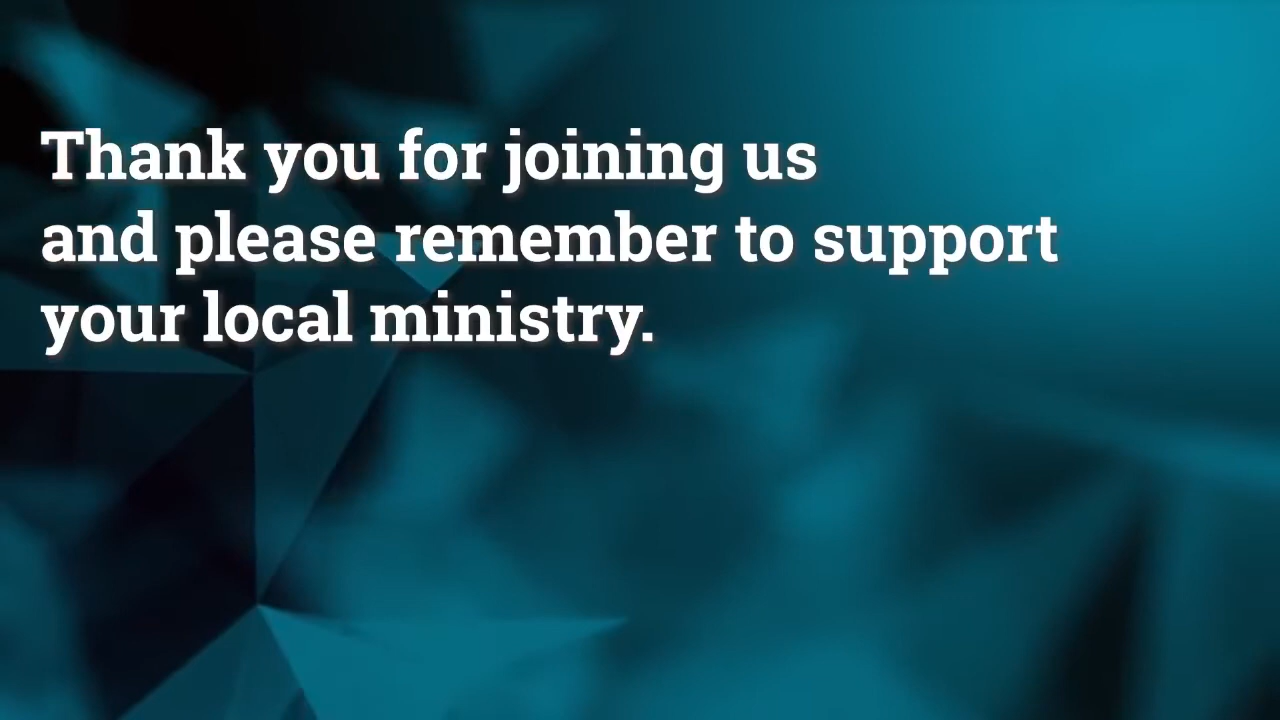 Thank you for joining us
and please remember to support
your local ministry.